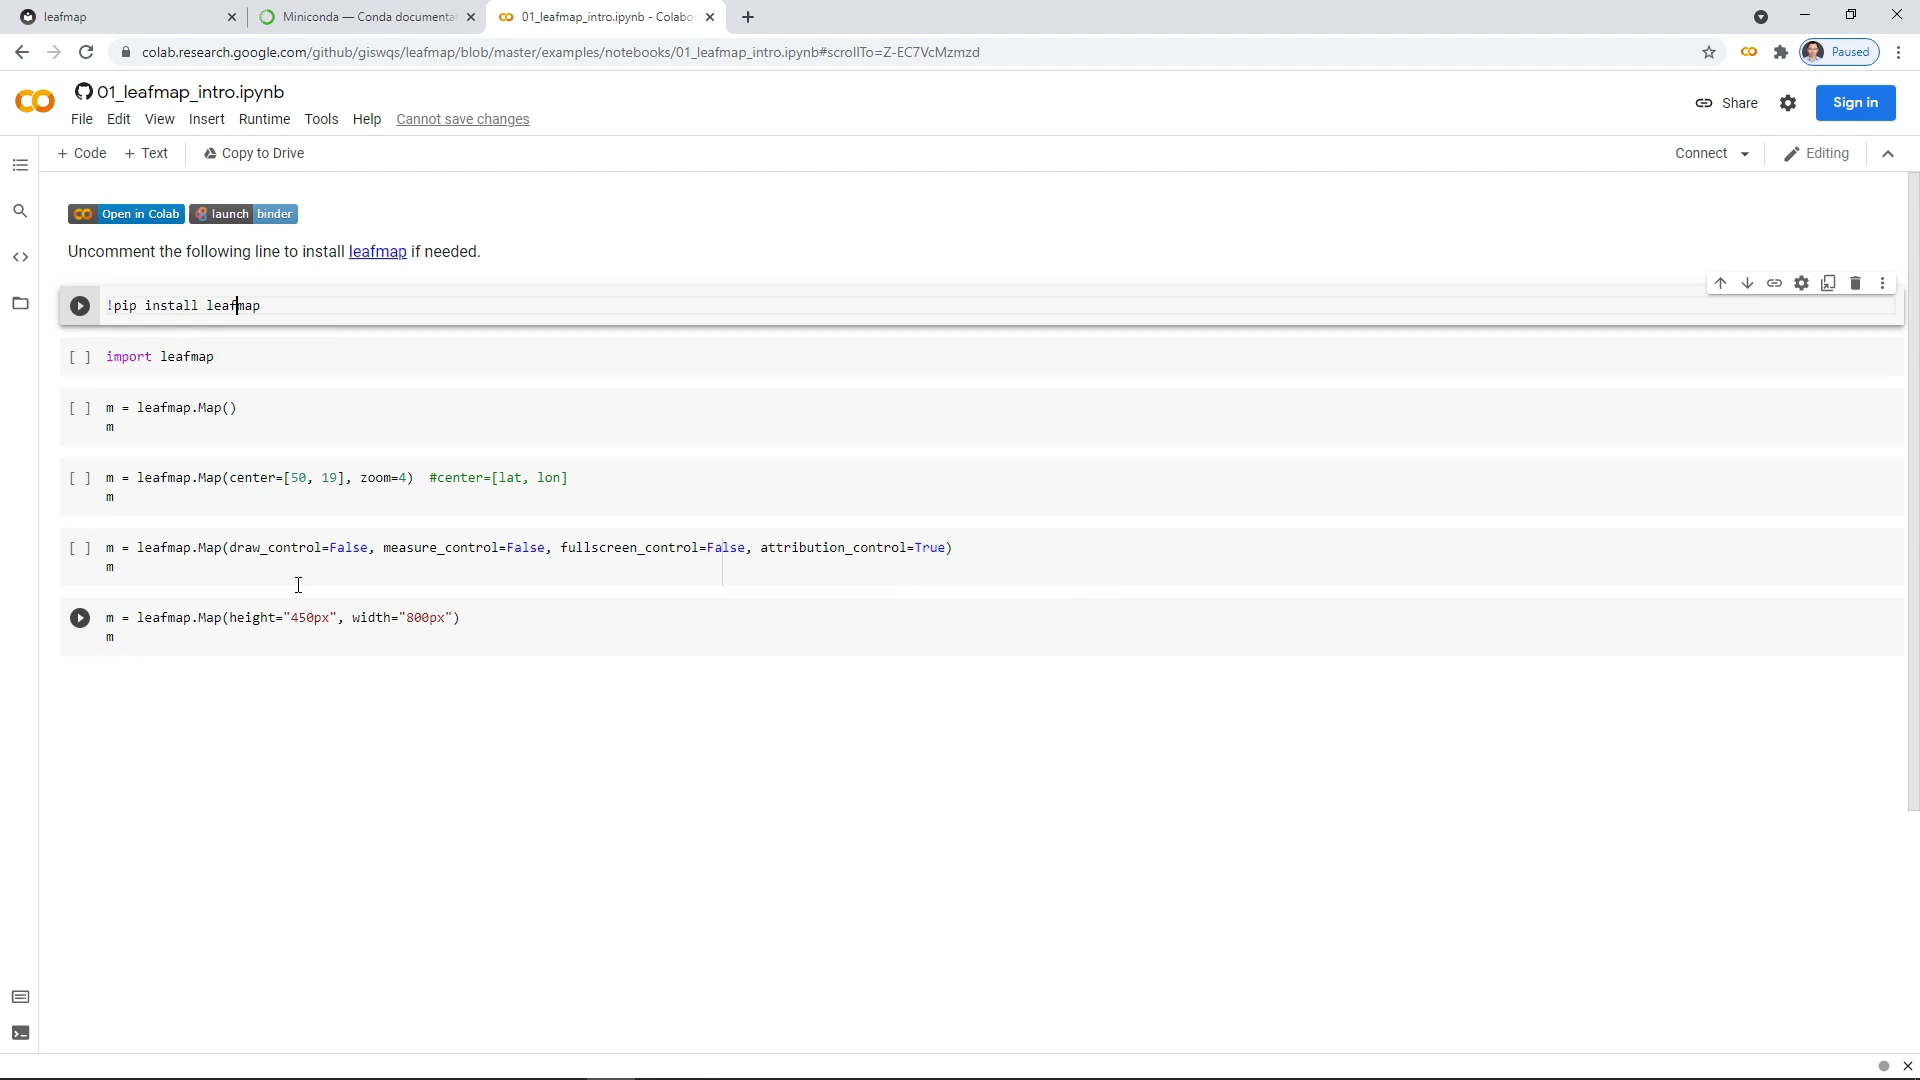 leafmap
Miniconda — Conda documenta
01_leafmap_intro.ipynb - Colabo
colab.research.google.com/github/giswqs/leafmap/blob/master/examples/notebooks/01_leafmap_intro.ipynb#scrollTo=Z-EC7VcMzmzd
Paused
01_leafmap_intro.ipynb
File Edit View Insert Runtime Tools Help Cannot save changes
Share
Sign in
+ Code + Text Copy to Drive
Connect
Editing
Open in Colab launch binder
Uncomment the following line to install leafmap if needed.
!pip install leafmap
[ ] import leafmap
[ ] m = leafmap.Map()
m
[ ] m = leafmap.Map(center=[50, 19], zoom=4)  #center=[lat, lon]
m
[ ] m = leafmap.Map(draw_control=False, measure_control=False, fullscreen_control=False, attribution_control=True)
m
m = leafmap.Map(height="450px", width="800px")
m